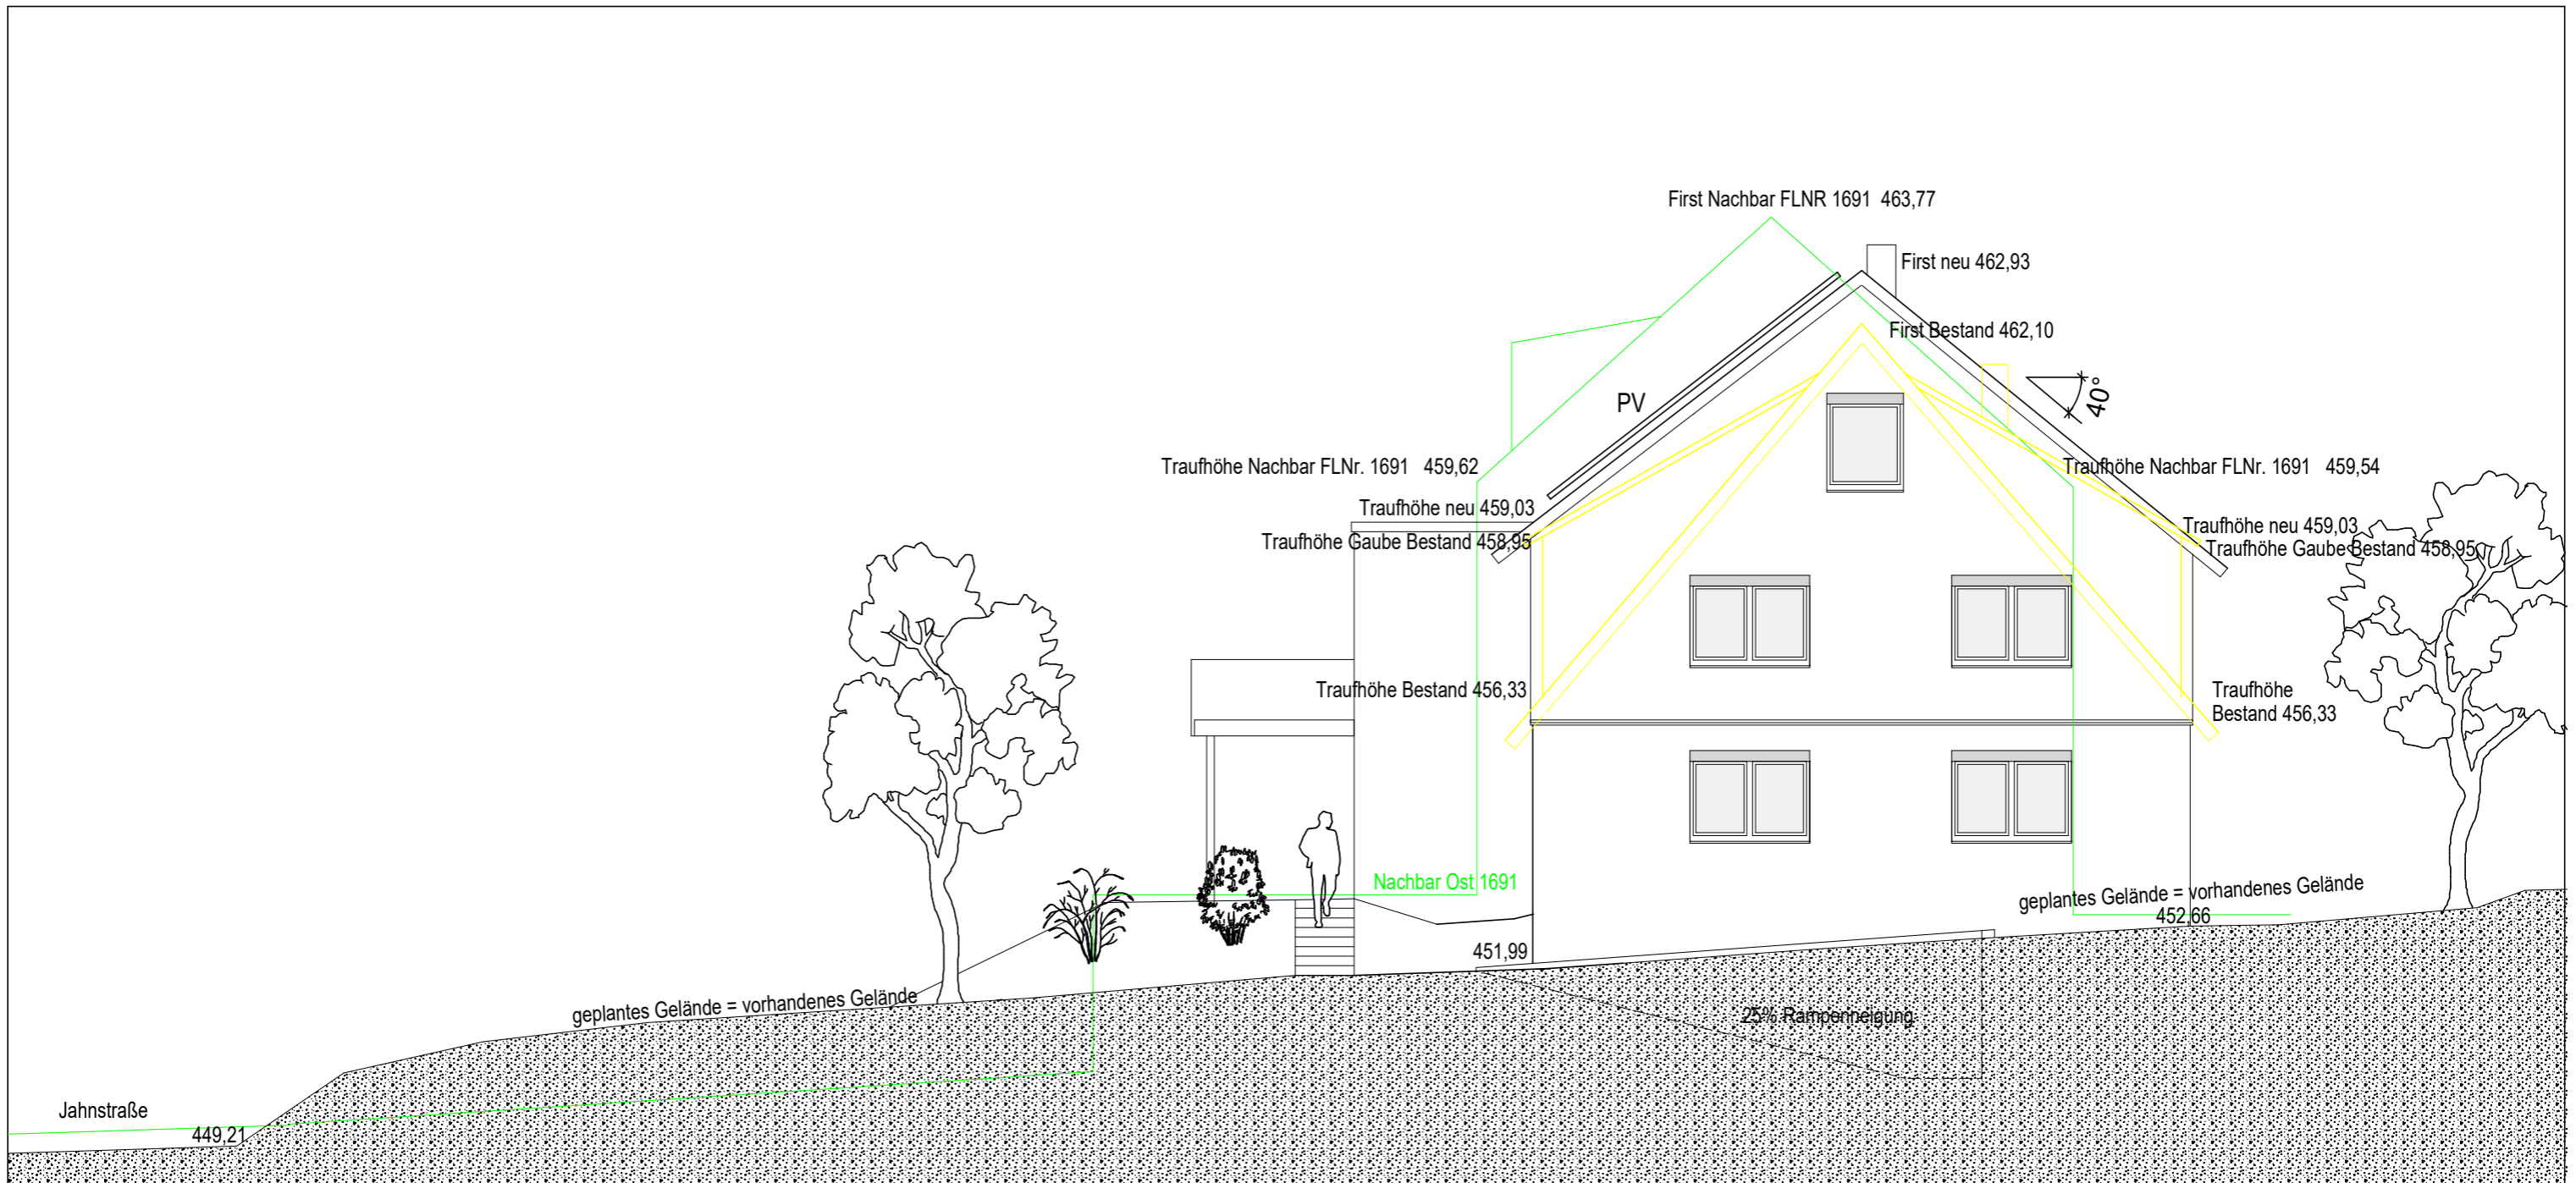 First Nachbar FLNR 1691 463,77
First neu 462,93
First Bestand 462,10
40°
PV
Traufhöhe Nachbar FLNr. 1691 459,62
Traufhöhe Nachbar FLNr. 1691 459,54
Traufhöhe neu 459,03
Traufhöhe neu 459,03
Traufhöhe Gaube Bestand 458,95
Traufhöhe Gaube Bestand 458,95
Traufhöhe Bestand 456,33
Traufhöhe
Bestand 456,33
Nachbar Ost 1691
geplantes Gelände = vorhandenes Gelände
452,66
451,99
geplantes Gelände = vorhandenes Gelände
25% Rampenneigung
Jahnstraße
449,21